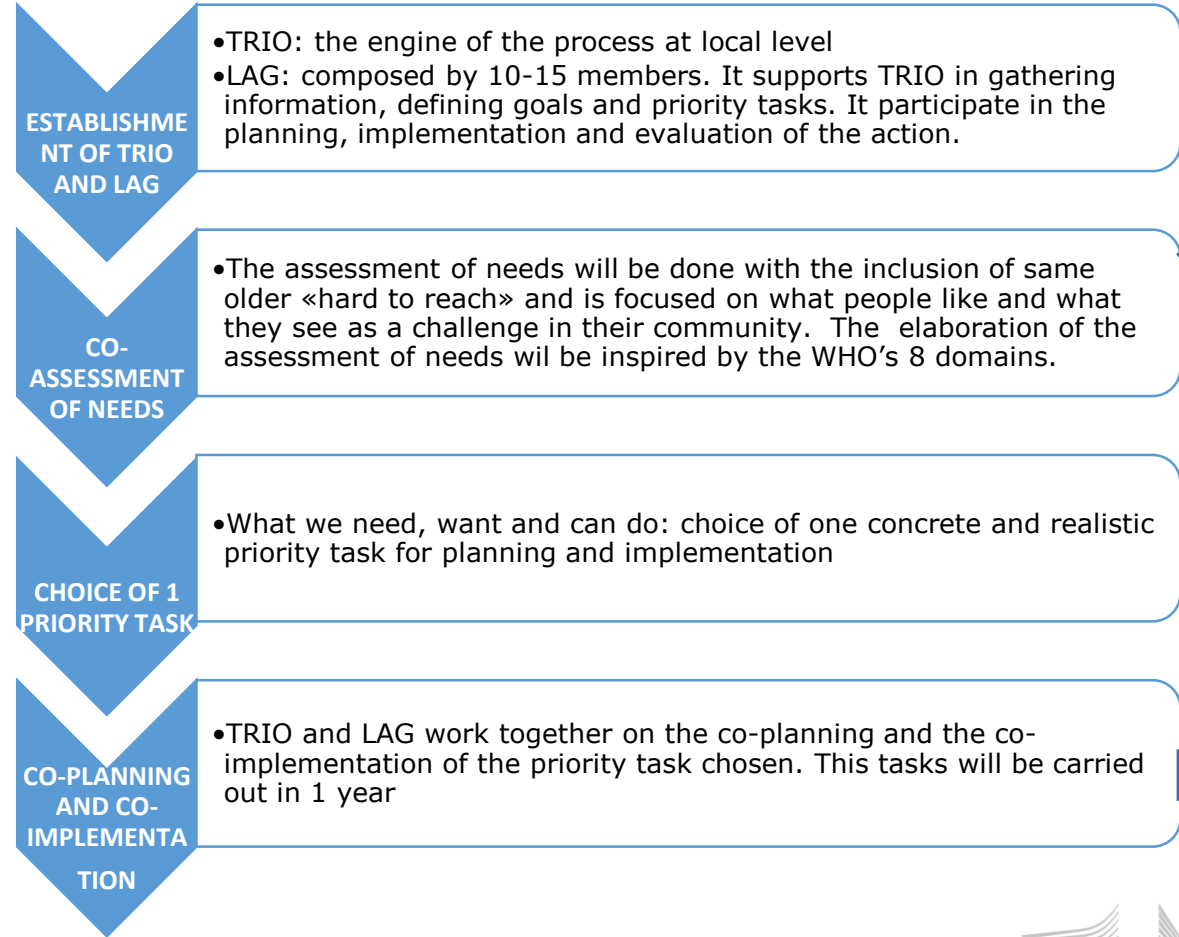 ESTABLISHME
NT OF TRIO
AND LAG
•TRIO: the engine of the process at local level
•LAG: composed by 10-15 members. It supports TRIO in gathering
information, defining goals and priority tasks. It participate in the
planning, implementation and evaluation of the action.
CO-
ASSESSMENT
OF NEEDS
•The assessment of needs will be done with the inclusion of same
older «hard to reach» and is focused on what people like and what
they see as a challenge in their community.  The  elaboration of the
assessment of needs wil be inspired by the WHO's 8 domains.
CHOICE OF 1
PRIORITY TASK
•What we need, want and can do: choice of one concrete and realistic
priority task for planning and implementation
CO-PLANNING
AND CO-
IMPLEMENTA
TION
•TRIO and LAG work together on the co-planning and the co-
implementation of the priority task chosen. This tasks will be carried
out in 1 year